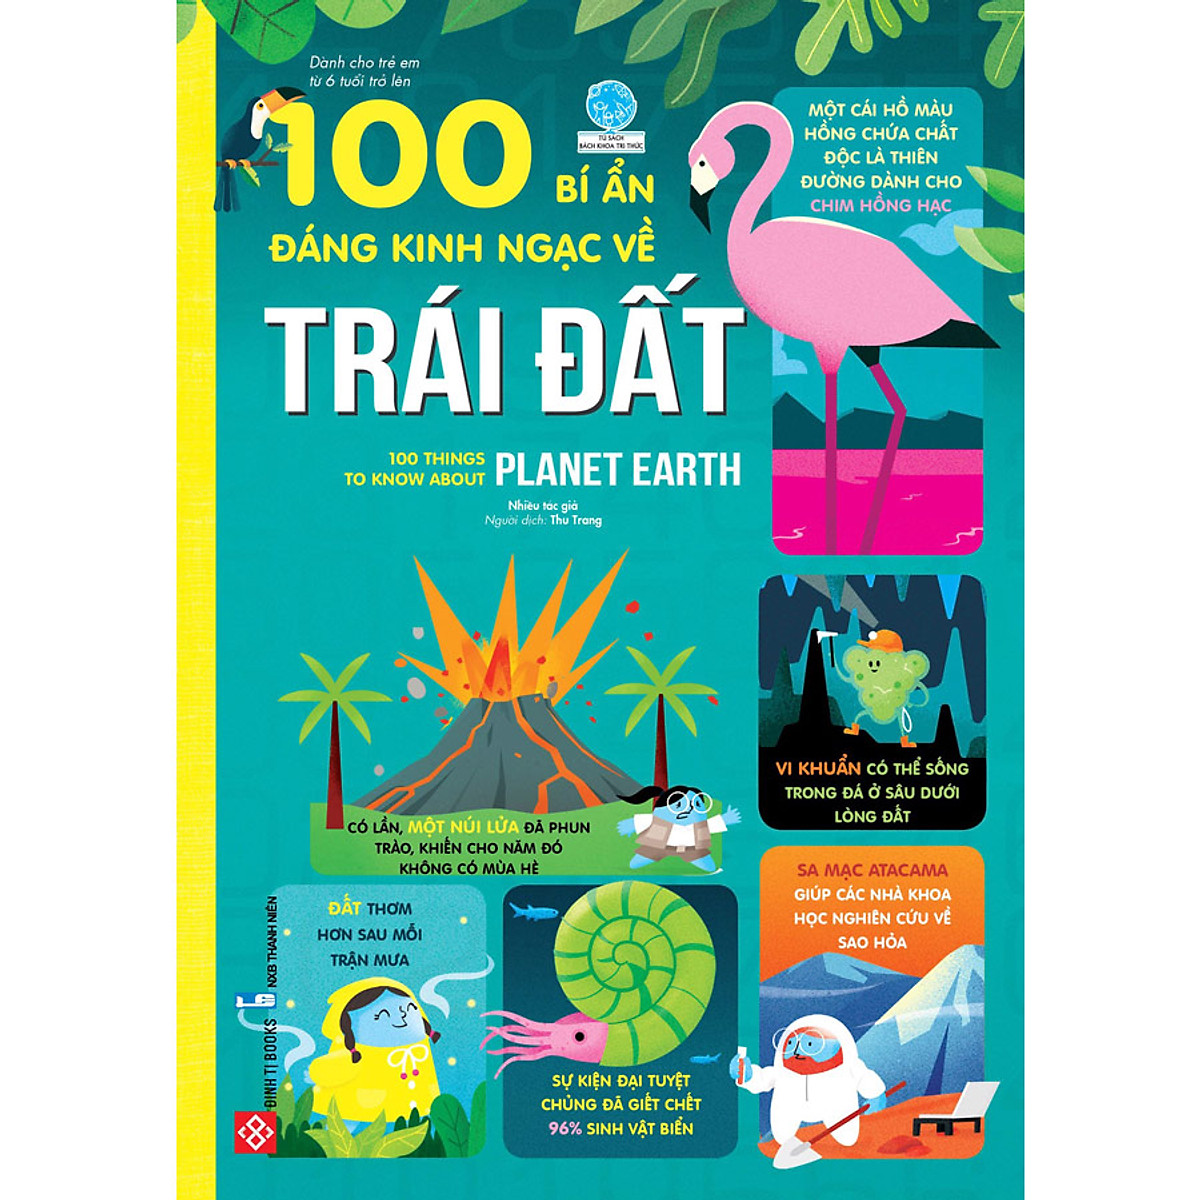 Dành cho trẻ em
từ 6 tuổi trở lên
100
BÍ ẨN
ĐÁNG KINH NGẠC VỀ
TRÁI ĐẤT
TỦ SÁCH
BÁCH KHOA TRI THỨC
100 THINGS
TO KNOW ABOUT
PLANET EARTH
Nhiều tác giả
Người dịch: Thu Trang
MỘT CÁI HỒ MÀU
HỒNG CHỨA CHẤT
ĐỘC LÀ THIÊN
ĐƯỜNG DÀNH CHO
CHIM HỒNG HẠC
VI KHUẨN CÓ THỂ SỐNG
TRONG ĐÁ Ở SÂU DƯỚI
LÒNG ĐẤT
CÓ LẦN, MỘT NÚI LỬA ĐÃ PHUN
TRÀO, KHIẾN CHO NĂM ĐÓ
KHÔNG CÓ MÙA HÈ
SA MẠC ATACAMA
GIÚP CÁC NHÀ KHOA
HỌC NGHIÊN CỨU VỀ
SAO HỎA
ĐẤT THƠM
HƠN SAU MỖI
TRẬN MƯA
SỰ KIỆN ĐẠI TUYỆT
CHỦNG ĐÃ GIẾT CHẾT
96% SINH VẬT BIỂN
NXB THANH NIÊN
ĐINH TỊ BOOKS